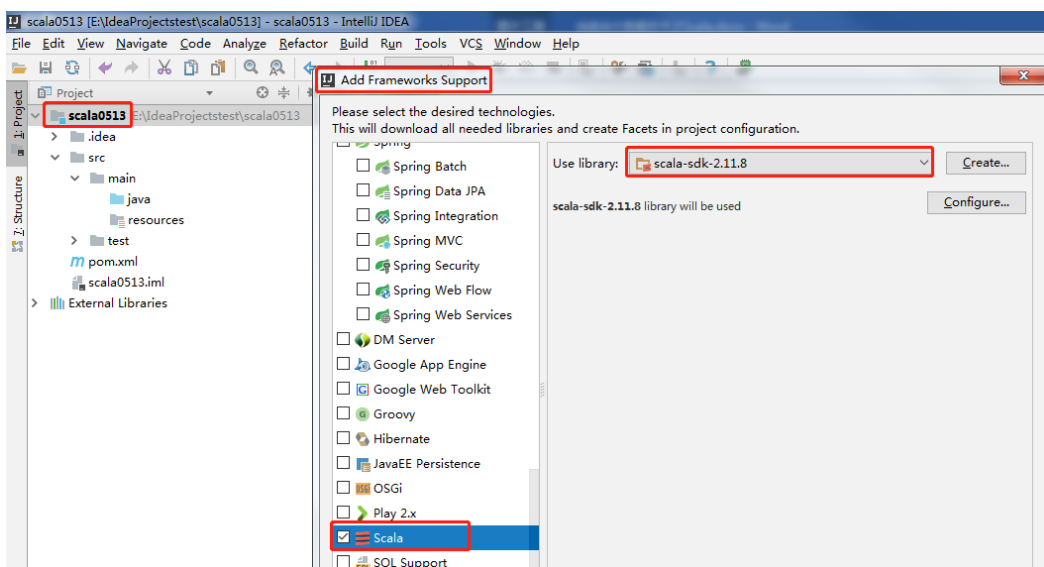 scala0513 [E:\IdeaProjectstest\scala0513] - scala0513 - IntelliJ IDEA
File Edit View Navigate Code Analyze Refactor Build Run Tools VCS Window Help
Add Frameworks Support
1: Project
7: Structure
Project
scala0513 E:\IdeaProjectstest\scala0513
.idea
src
main
java
resources
test
pom.xml
scala0513.iml
External Libraries
Please select the desired technologies.
This will download all needed libraries and create Facets in project configuration.
Spring
Spring Batch
Spring Data JPA
Spring Integration
Spring MVC
Spring Security
Spring Web Flow
Spring Web Services
DM Server
Google App Engine
Google Web Toolkit
Groovy
Hibernate
JavaEE Persistence
OSGi
Play 2.x
Scala
SQL Support
Use library: scala-sdk-2.11.8 Create...
scala-sdk-2.11.8 library will be used Configure...